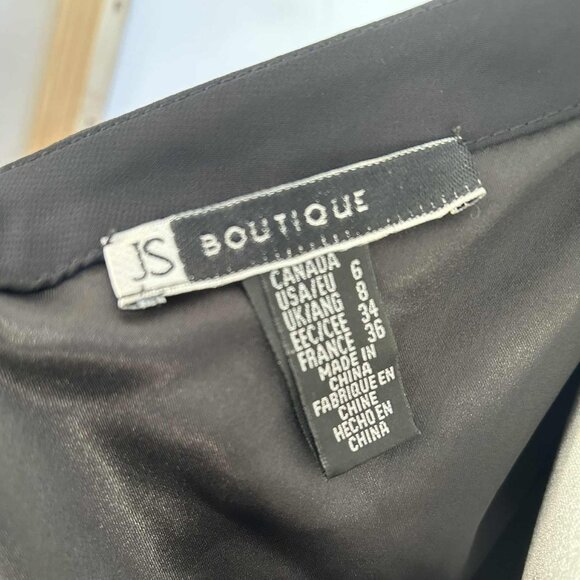 JS BOUTIQUE
CANADA
USA/EU 6
UK/ANG 8
EEC/CEE 34
FRANCE 36
MADE IN
CHINA
FABRIQUE EN
CHINE
HECHO EN
CHINA